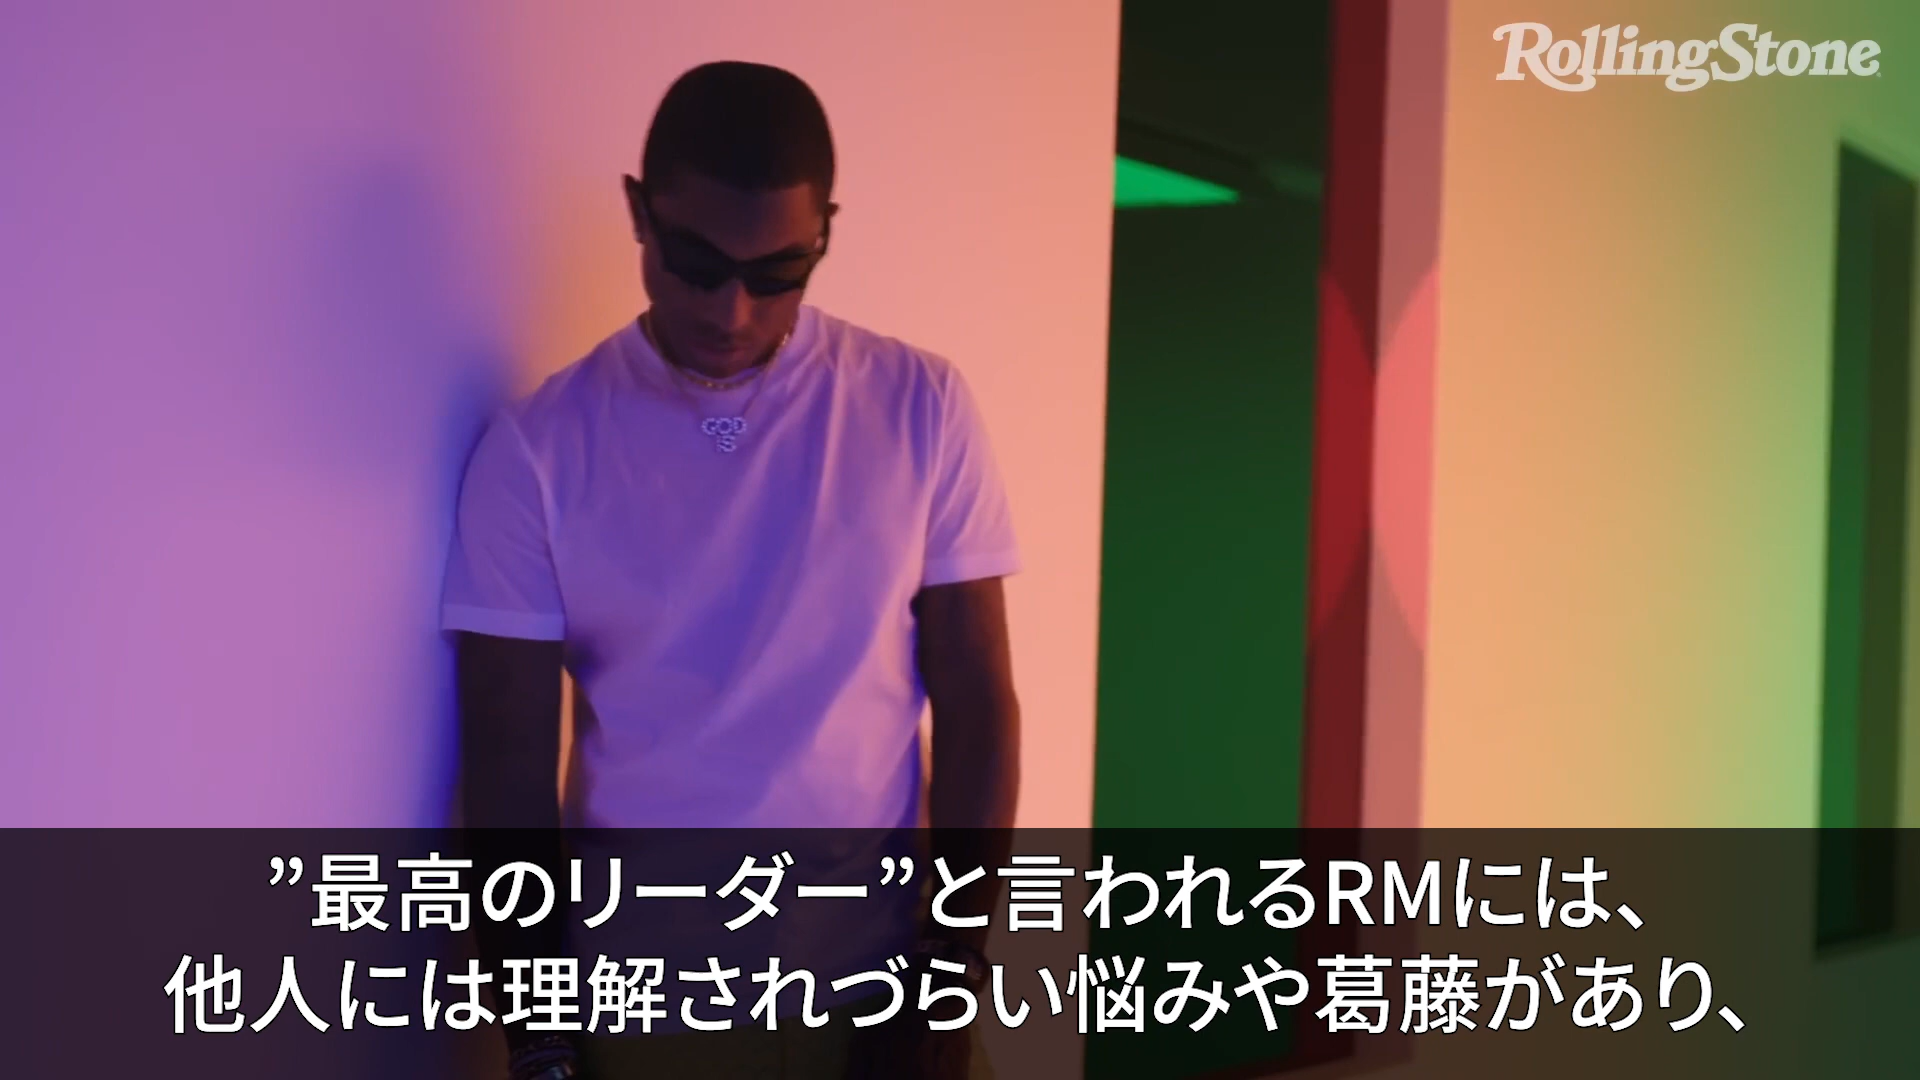 RollingStone
GOD
IS
”最高のリーダー”と言われるRMには、
他人には理解されづらい悩みや葛藤があり、